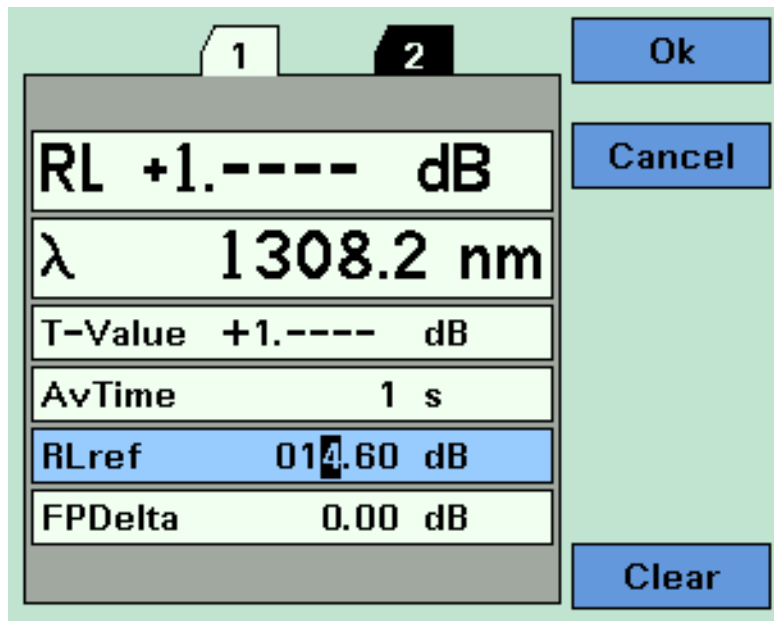 1 2 Ok
RL +1.---- dB Cancel
λ 1308.2 nm
T-Value +1.---- dB
AvTime 1 s
RLref 014.60 dB
FPDelta 0.00 dB
Clear